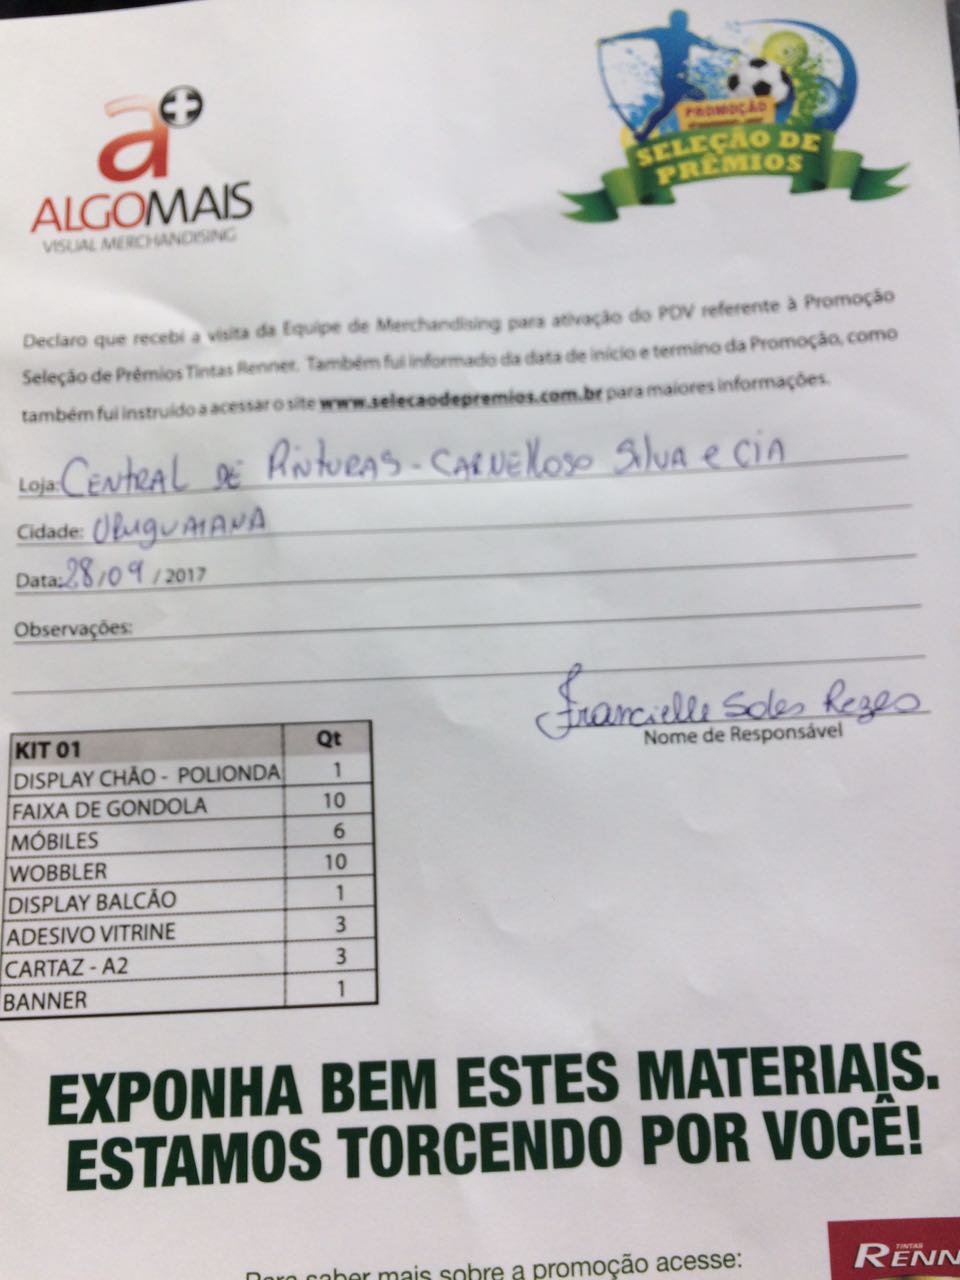 a+
ALGOMAIS
VISUAL MERCHANDISING
PROMOÇÃO
SELEÇÃO DE
PRÊMIOS
Declaro que recebi a visita da Equipe de Merchandising para ativação do PDV referente à Promoção
Seleção de Prêmios Tintas Renner. Também fui informado da data de início e termino da Promoção, como
também fui instruído a acessar o site www.selecaodepremios.com.br para maiores informações.
Loja: CENTRAL DE PINTURAS - CARVELLOSO SILVA e CIA
Cidade: URUGUAIANA
Data: 28/09/2017
Observações:
Francielle Soles Rezes
Nome de Responsável
KIT 01 Qt
DISPLAY CHÃO - POLIONDA 1
FAIXA DE GONDOLA 10
MÓBILES 6
WOBBLER 10
DISPLAY BALCÃO 1
ADESIVO VITRINE 3
CARTAZ - A2 3
BANNER 1
EXPONHA BEM ESTES MATERIAIS.
ESTAMOS TORCENDO POR VOCÊ!
TINTAS
RENN
Para saber mais sobre a promoção acesse: